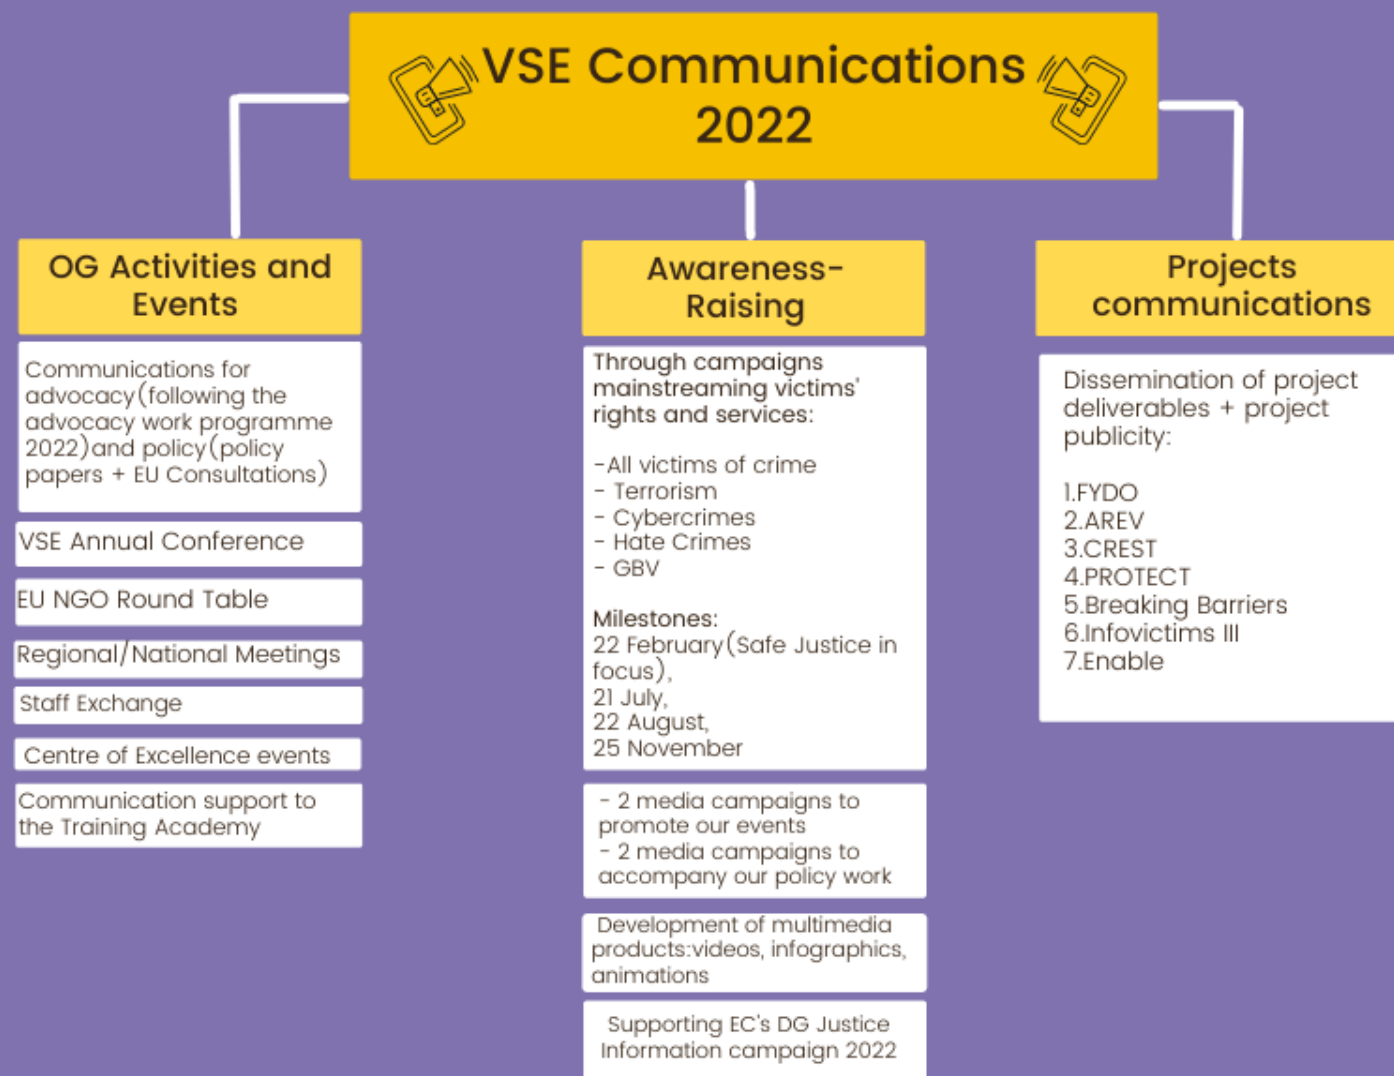 VSE Communications
2022
OG Activities and
Events
Communications for
advocacy(following the
advocacy work programme
2022)and policy(policy
papers + EU Consultations)
VSE Annual Conference
EU NGO Round Table
Regional/National Meetings
Staff Exchange
Centre of Excellence events
Communication support to
the Training Academy
Awareness-
Raising
Through campaigns
mainstreaming victims'
rights and services:
-All victims of crime
- Terrorism
- Cybercrimes
- Hate Crimes
- GBV
Milestones:
22 February(Safe Justice in
focus),
21 July,
22 August,
25 November
- 2 media campaigns to
promote our events
- 2 media campaigns to
accompany our policy work
Development of multimedia
products:videos, infographics,
animations
Supporting EC's DG Justice
Information campaign 2022
Projects
communications
Dissemination of project
deliverables + project
publicity:
1.FYDO
2.AREV
3.CREST
4.PROTECT
5.Breaking Barriers
6.Infovictims III
7.Enable